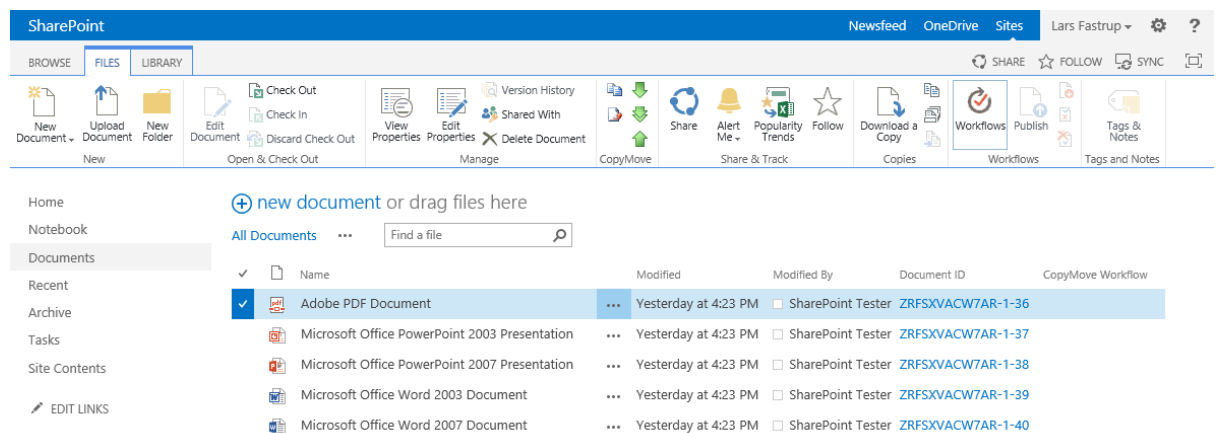 SharePoint Newsfeed OneDrive Sites Lars Fastrup ?
BROWSE FILES LIBRARY SHARE FOLLOW SYNC
New Document
Upload Document
New Folder
New
Edit Document
Check Out
Check In
Discard Check Out
Open & Check Out
View Properties
Edit Properties
Version History
Shared With
Delete Document
Manage
CopyMove
Share
Alert Me
Popularity Trends
Follow
Share & Track
Download a Copy
Copies
Workflows
Publish
Workflows
Tags & Notes
Tags and Notes
Home
Notebook
Documents
Recent
Archive
Tasks
Site Contents
EDIT LINKS
new document or drag files here
All Documents ••• Find a file
Name Modified Modified By Document ID CopyMove Workflow
Adobe PDF Document ••• Yesterday at 4:23 PM SharePoint Tester ZRFSXVACW7AR-1-36
Microsoft Office PowerPoint 2003 Presentation ••• Yesterday at 4:23 PM SharePoint Tester ZRFSXVACW7AR-1-37
Microsoft Office PowerPoint 2007 Presentation ••• Yesterday at 4:23 PM SharePoint Tester ZRFSXVACW7AR-1-38
Microsoft Office Word 2003 Document ••• Yesterday at 4:23 PM SharePoint Tester ZRFSXVACW7AR-1-39
Microsoft Office Word 2007 Document ••• Yesterday at 4:23 PM SharePoint Tester ZRFSXVACW7AR-1-40